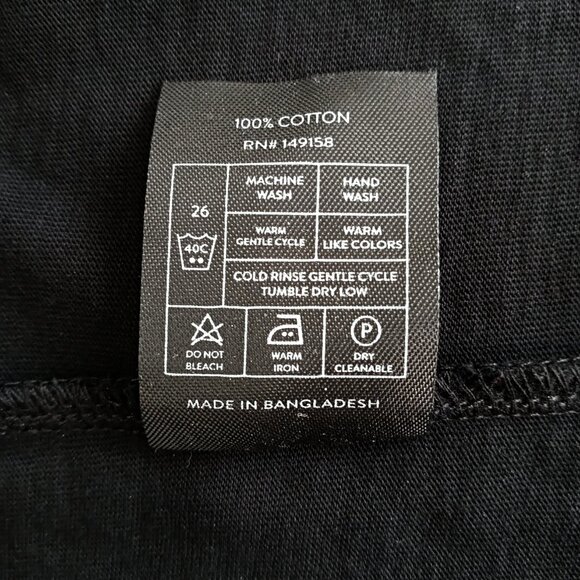 100% COTTON
RN# 149158
26
40C
MACHINE
WASH
HAND
WASH
WARM
GENTLE CYCLE
WARM
LIKE COLORS
COLD RINSE GENTLE CYCLE
TUMBLE DRY LOW
DO NOT
BLEACH
WARM
IRON
P
DRY
CLEANABLE
MADE IN BANGLADESH